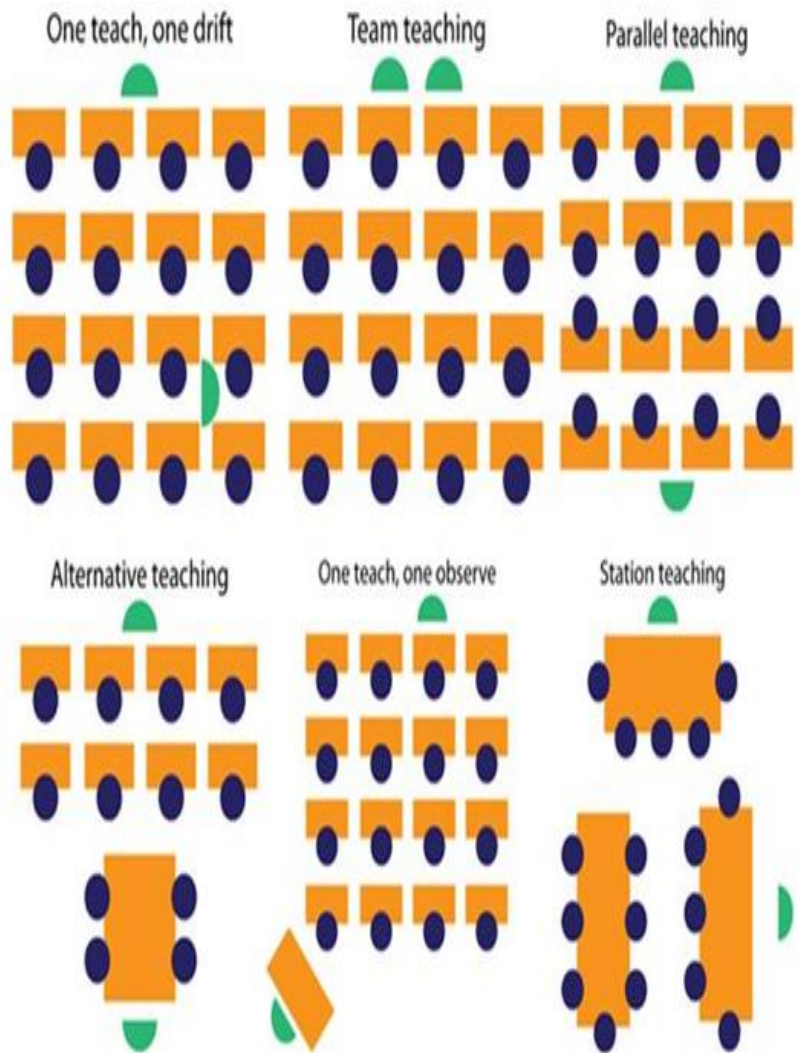 One teach, one drift
Team teaching
Parallel teaching
Alternative teaching
One teach, one observe
Station teaching